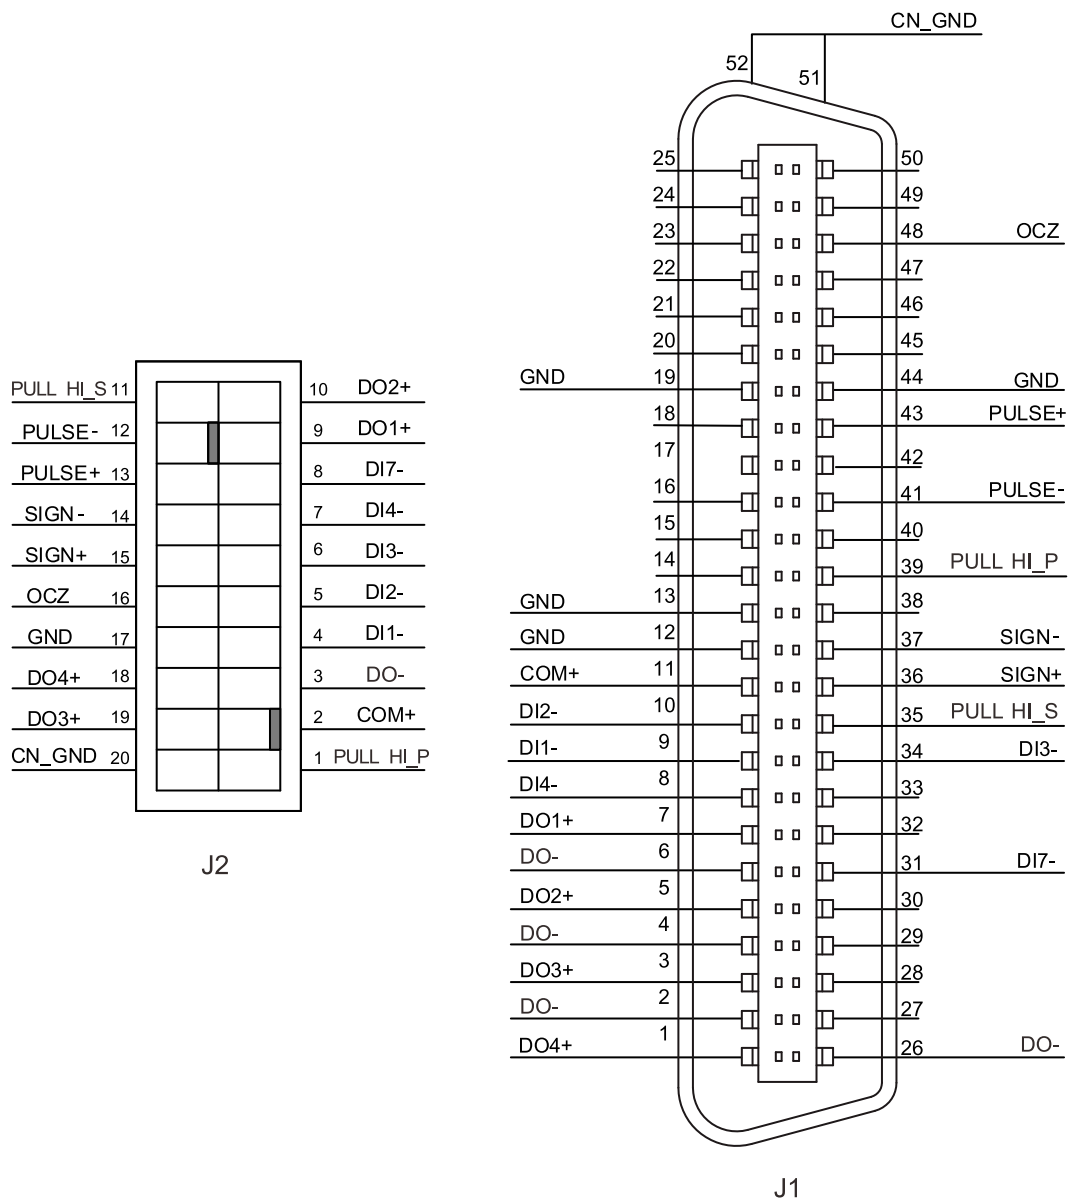 CN_GND
52
51
25 50
24 49
23 48 OCZ
22 47
21 46
20 45
GND 19 44 GND
18 43 PULSE+
17 42
16 41 PULSE-
15 40
14 39 PULL HI_P
GND 13 38
GND 12 37 SIGN-
COM+ 11 36 SIGN+
DI2- 10 35 PULL HI_S
DI1- 9 34 DI3-
DI4- 8 33
DO1+ 7 32
DO- 6 31 DI7-
DO2+ 5 30
DO- 4 29
DO3+ 3 28
DO- 2 27
DO4+ 1 26 DO-
J1
PULL HI_S 11 10 DO2+
PULSE- 12 9 DO1+
PULSE+ 13 8 DI7-
SIGN- 14 7 DI4-
SIGN+ 15 6 DI3-
OCZ 16 5 DI2-
GND 17 4 DI1-
DO4+ 18 3 DO-
DO3+ 19 2 COM+
CN_GND 20 1 PULL HI_P
J2